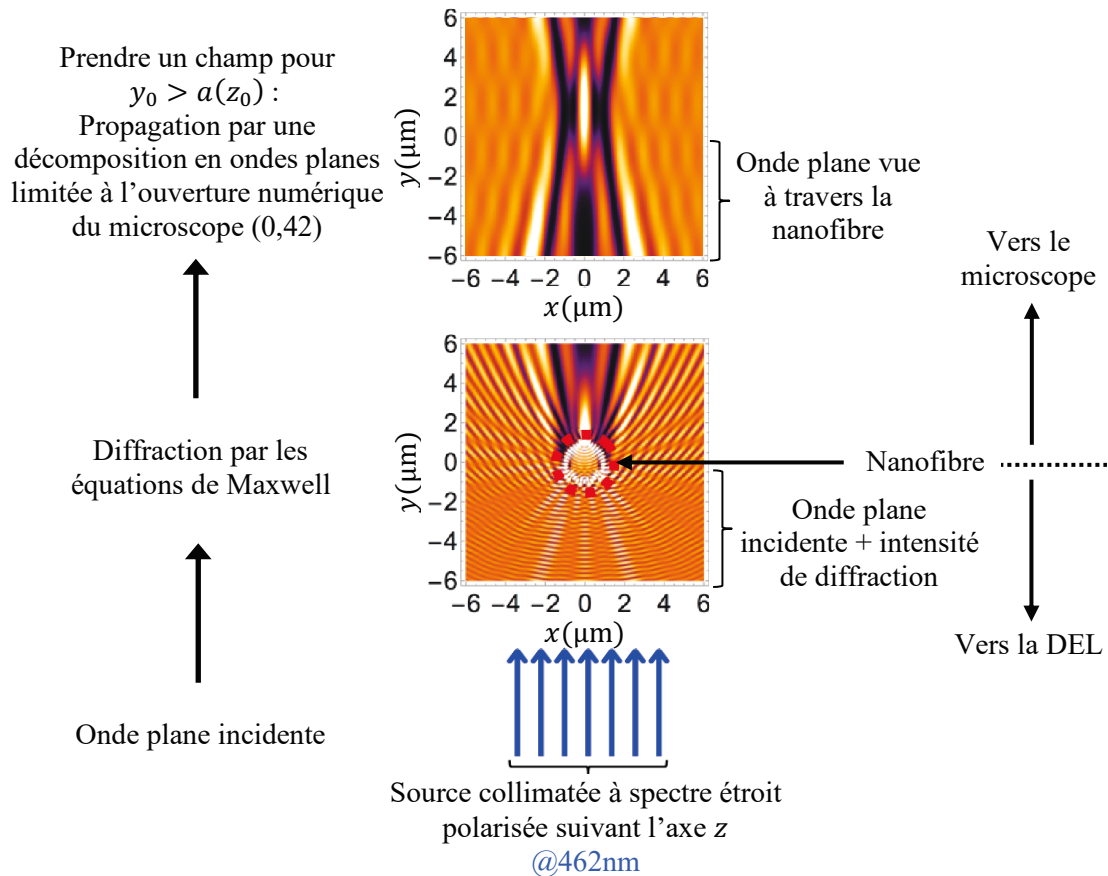 Prendre un champ pour
y₀ > a(z₀) :
Propagation par une
décomposition en ondes planes
limitée à l’ouverture numérique
du microscope (0,42)
6
4
2
0
−2
−4
−6
y(µm)
−6 −4 −2 0 2 4 6
x(µm)
Onde plane vue
à travers la
nanofibre
Vers le
microscope
Diffraction par les
équations de Maxwell
6
4
2
0
−2
−4
−6
y(µm)
−6 −4 −2 0 2 4 6
x(µm)
Nanofibre
Onde plane
incidente + intensité
de diffraction
Vers la DEL
Onde plane incidente
Source collimatée à spectre étroit
polarisée suivant l’axe z
@462nm